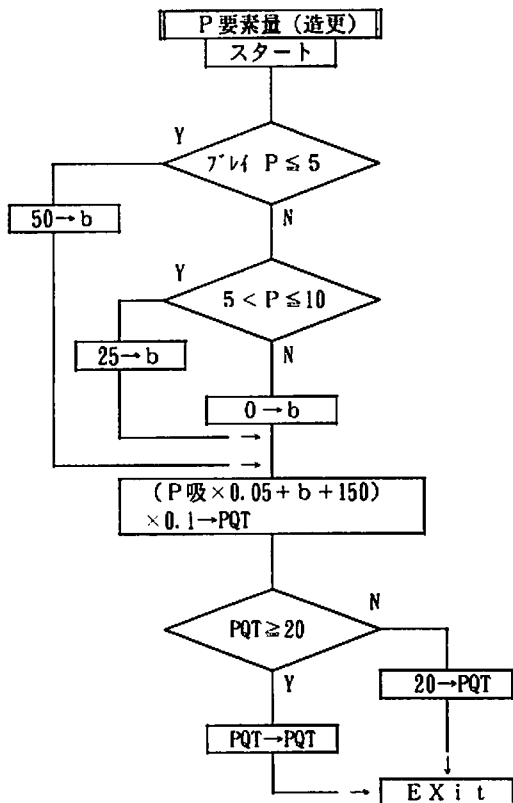 P要素量(造更)
スタート
Y
ブレイ P≦5
50→b
N
Y
5<P≦10
25→b
N
0→b
(P吸×0.05+b+150)
×0.1→PQT
N
PQT≧20
Y
20→PQT
PQT→PQT
EXit